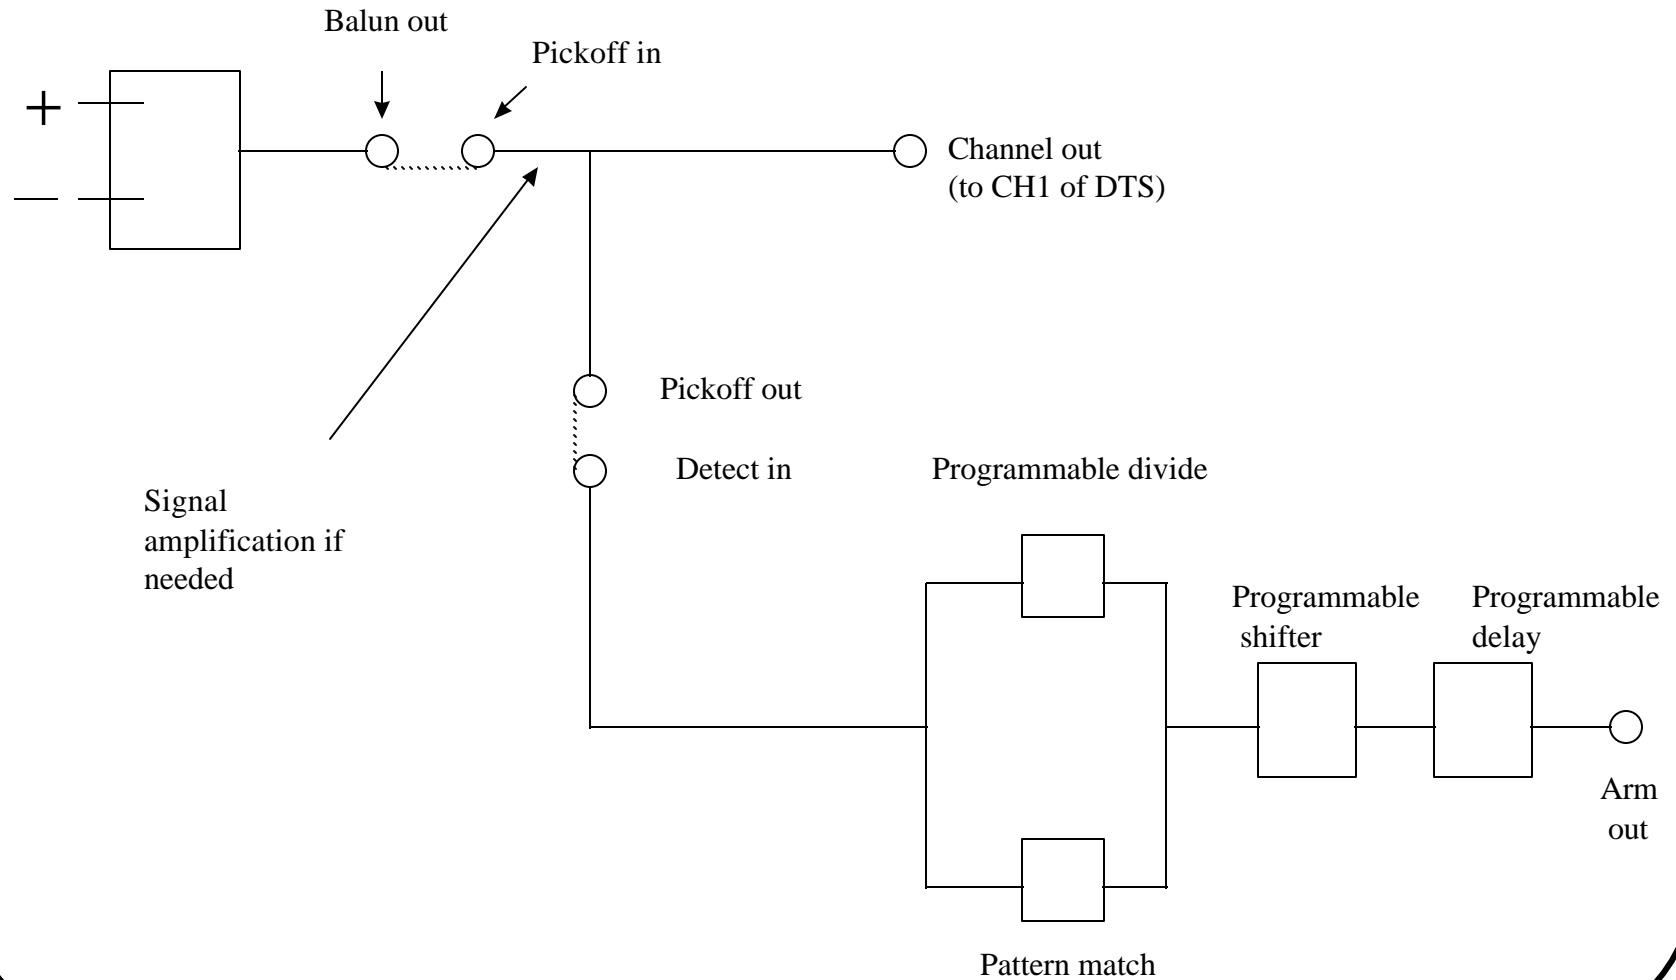 Balun out
Pickoff in
+
Channel out
(to CH1 of DTS)
—
Pickoff out
Detect in
Programmable divide
Signal
amplification if
needed
Programmable
shifter
Programmable
delay
Arm
out
Pattern match